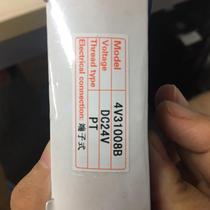 Model 4V31008B
Voltage DC24V
Thread type PT
Electrical connection: 端子式